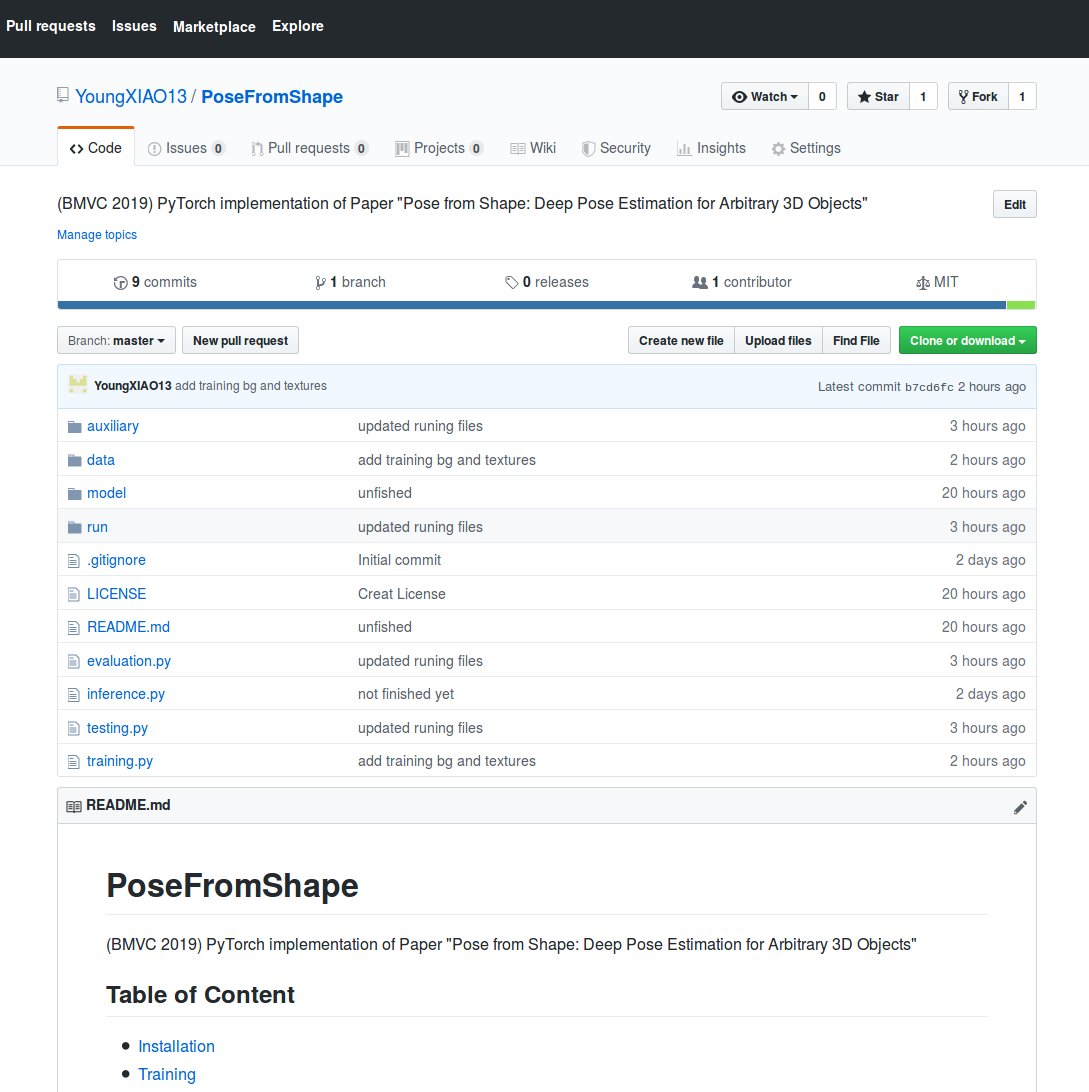 Pull requests Issues Marketplace Explore
YoungXIAO13 / PoseFromShape
Watch 0 Star 1 Fork 1
Code Issues 0 Pull requests 0 Projects 0 Wiki Security Insights Settings
(BMVC 2019) PyTorch implementation of Paper "Pose from Shape: Deep Pose Estimation for Arbitrary 3D Objects" Edit
Manage topics
9 commits 1 branch 0 releases 1 contributor MIT
Branch: master New pull request Create new file Upload files Find File Clone or download
YoungXIAO13 add training bg and textures Latest commit b7cd6fc 2 hours ago
auxiliary updated runing files 3 hours ago
data add training bg and textures 2 hours ago
model unfished 20 hours ago
run updated runing files 3 hours ago
.gitignore Initial commit 2 days ago
LICENSE Creat License 20 hours ago
README.md unfished 20 hours ago
evaluation.py updated runing files 3 hours ago
inference.py not finished yet 2 days ago
testing.py updated runing files 3 hours ago
training.py add training bg and textures 2 hours ago
README.md
PoseFromShape
(BMVC 2019) PyTorch implementation of Paper "Pose from Shape: Deep Pose Estimation for Arbitrary 3D Objects"
Table of Content
• Installation
• Training